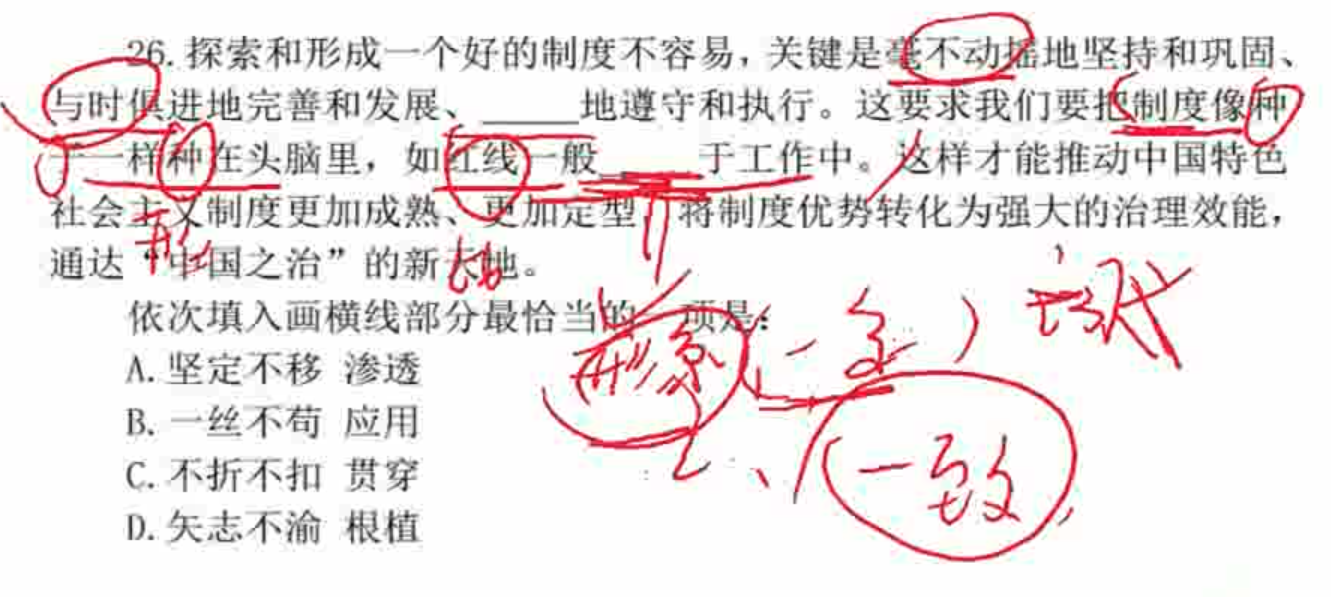 26. 探索和形成一个好的制度不容易，关键是毫不动摇地坚持和巩固、
与时俱进地完善和发展、_____地遵守和执行。这要求我们要把制度像种
子一样种在头脑里，如红线一般_____于工作中。这样才能推动中国特色
社会主义制度更加成熟、更加定型，将制度优势转化为强大的治理效能，
通达“中国之治”的新天地。
依次填入画横线部分最恰当的一项是：
形象（一致）
A. 坚定不移 渗透
B. 一丝不苟 应用
一致
C. 不折不扣 贯穿
D. 矢志不渝 根植